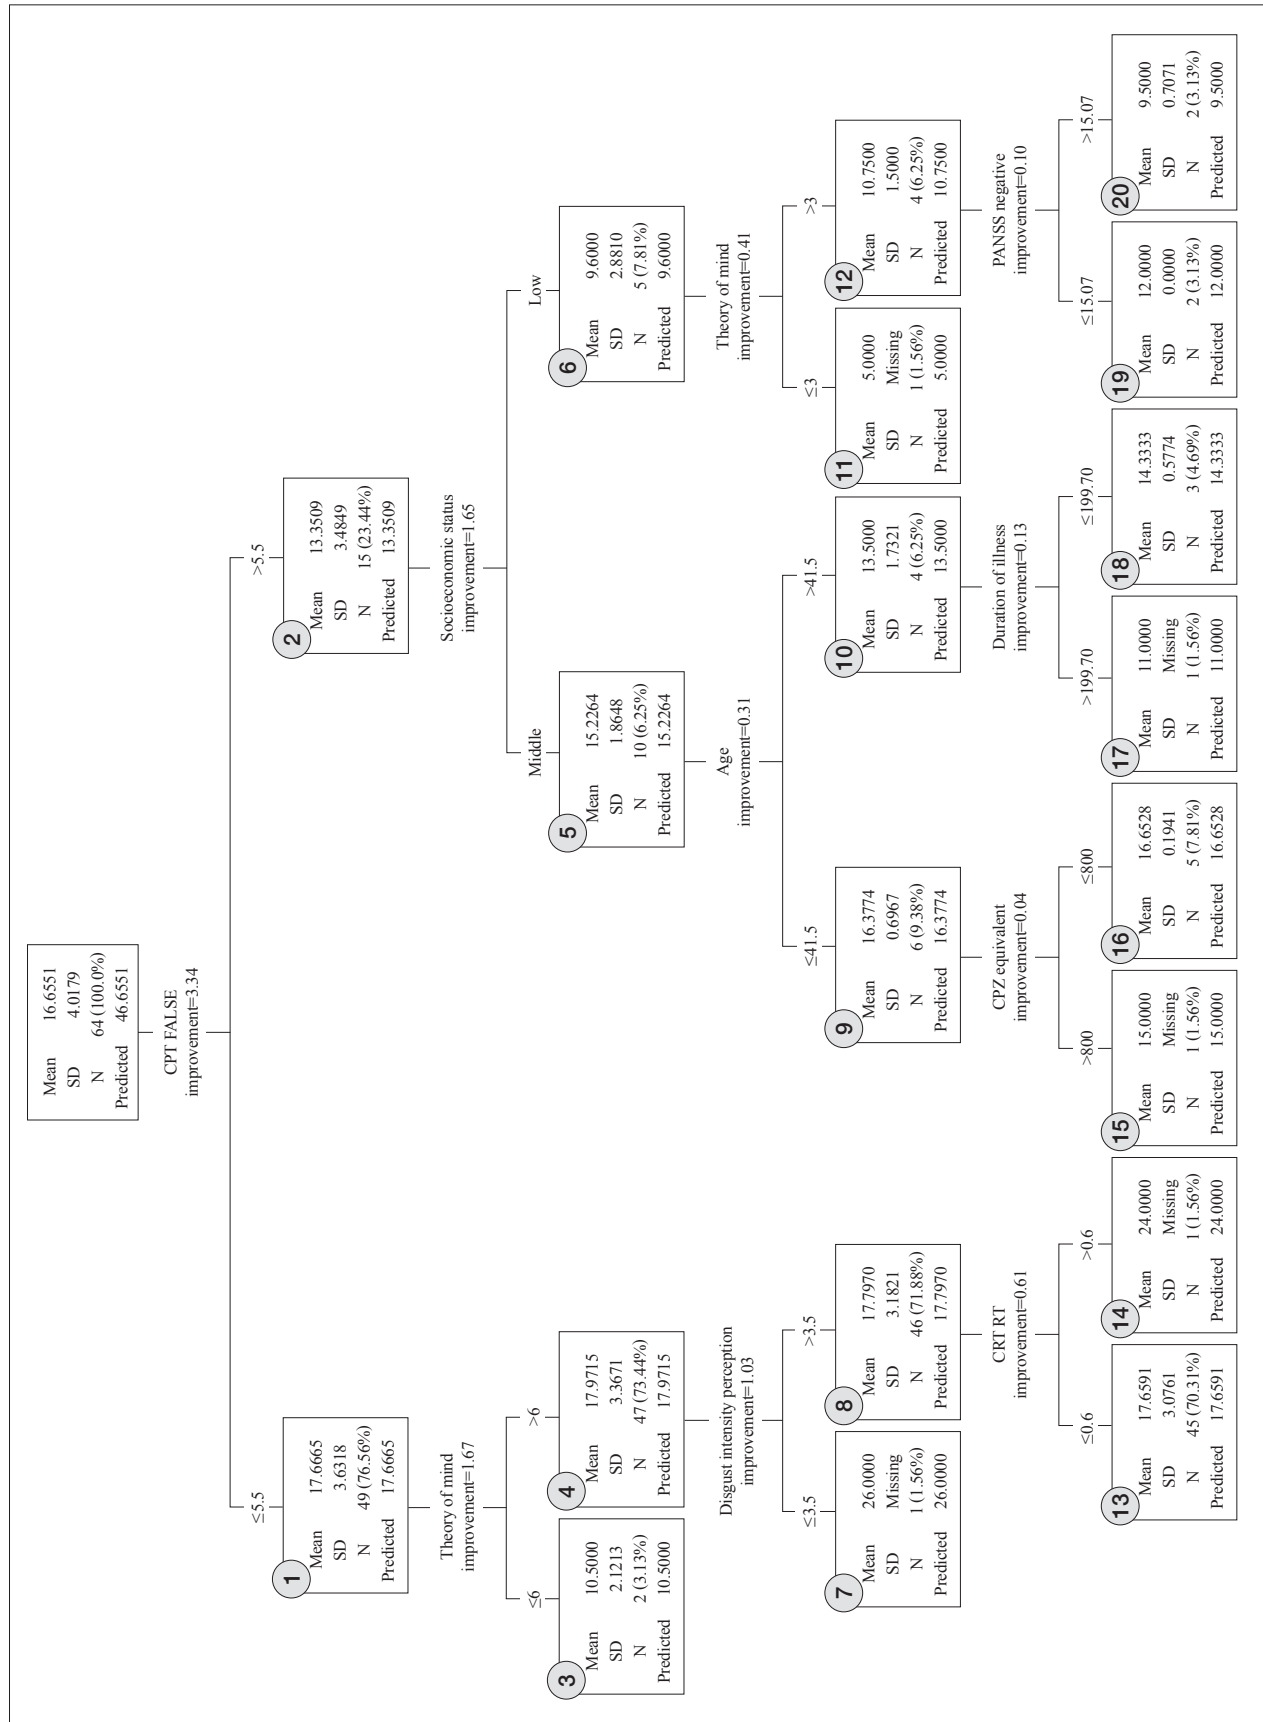 Mean 16.6551
SD 4.0179
N 64 (100.0%)
Predicted 46.6551
CPT FALSE
improvement=3.34
≤5.5
>5.5
1
Mean 17.6665
SD 3.6318
N 49 (76.56%)
Predicted 17.6665
Theory of mind
improvement=1.67
2
Mean 13.3509
SD 3.4849
N 15 (23.44%)
Predicted 13.3509
Socioeconomic status
improvement=1.65
≤6
>6
Middle
Low
3
Mean 10.5000
SD 2.1213
N 2 (3.13%)
Predicted 10.5000
4
Mean 17.9715
SD 3.3671
N 47 (73.44%)
Predicted 17.9715
Disgust intensity perception
improvement=1.03
5
Mean 15.2264
SD 1.8648
N 10 (6.25%)
Predicted 15.2264
Age
improvement=0.31
6
Mean 9.6000
SD 2.8810
N 5 (7.81%)
Predicted 9.6000
Theory of mind
improvement=0.41
≤3.5
>3.5
≤41.5
>41.5
≤3
>3
7
Mean 26.0000
SD Missing
N 1 (1.56%)
Predicted 26.0000
8
Mean 17.7970
SD 3.1821
N 46 (71.88%)
Predicted 17.7970
CRT RT
improvement=0.61
9
Mean 16.3774
SD 0.6967
N 6 (9.38%)
Predicted 16.3774
CPZ equivalent
improvement=0.04
10
Mean 13.5000
SD 1.7321
N 4 (6.25%)
Predicted 13.5000
Duration of illness
improvement=0.13
11
Mean 5.0000
SD Missing
N 1 (1.56%)
Predicted 5.0000
12
Mean 10.7500
SD 1.5000
N 4 (6.25%)
Predicted 10.7500
PANSS negative
improvement=0.10
≤0.6
>0.6
>800
≤800
>199.70
≤199.70
≤15.07
>15.07
13
Mean 17.6591
SD 3.0761
N 45 (70.31%)
Predicted 17.6591
14
Mean 24.0000
SD Missing
N 1 (1.56%)
Predicted 24.0000
15
Mean 15.0000
SD Missing
N 1 (1.56%)
Predicted 15.0000
16
Mean 16.6528
SD 0.1941
N 5 (7.81%)
Predicted 16.6528
17
Mean 11.0000
SD Missing
N 1 (1.56%)
Predicted 11.0000
18
Mean 14.3333
SD 0.5774
N 3 (4.69%)
Predicted 14.3333
19
Mean 12.0000
SD 0.0000
N 2 (3.13%)
Predicted 12.0000
20
Mean 9.5000
SD 0.7071
N 2 (3.13%)
Predicted 9.5000